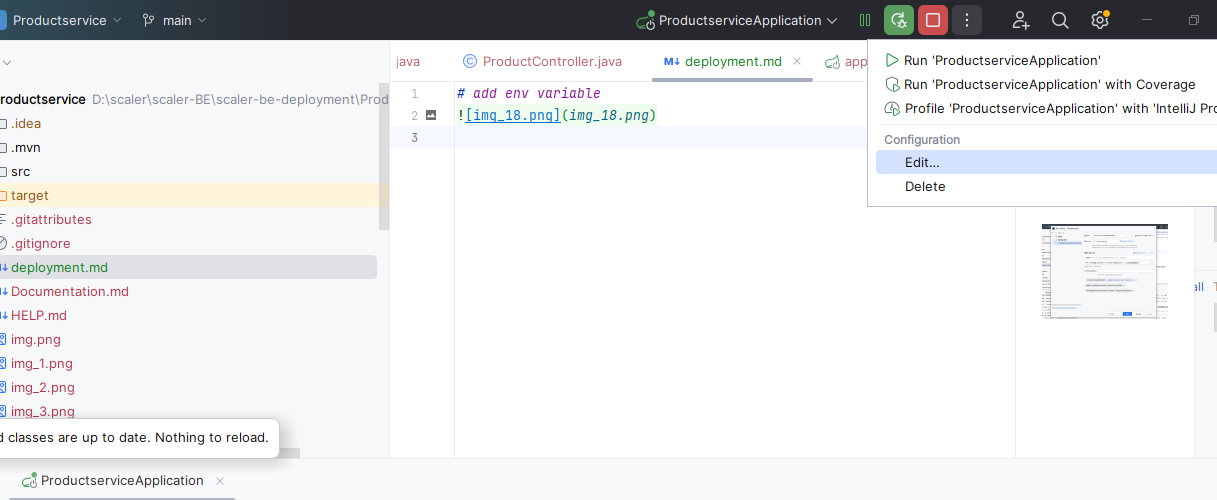 Productservice
main
ProductserviceApplication
.java
ProductController.java
deployment.md
app
roductservice D:\scaler\scaler-BE\scaler-be-deployment\Prod
.idea
.mvn
src
target
.gitattributes
.gitignore
deployment.md
Documentation.md
HELP.md
img.png
img_1.png
img_2.png
img_3.png
1 # add env variable
2 ![img_18.png](img_18.png)
3
Run 'ProductserviceApplication'
Run 'ProductserviceApplication' with Coverage
Profile 'ProductserviceApplication' with 'IntelliJ Pro
Configuration
Edit...
Delete
all
d classes are up to date. Nothing to reload.
ProductserviceApplication